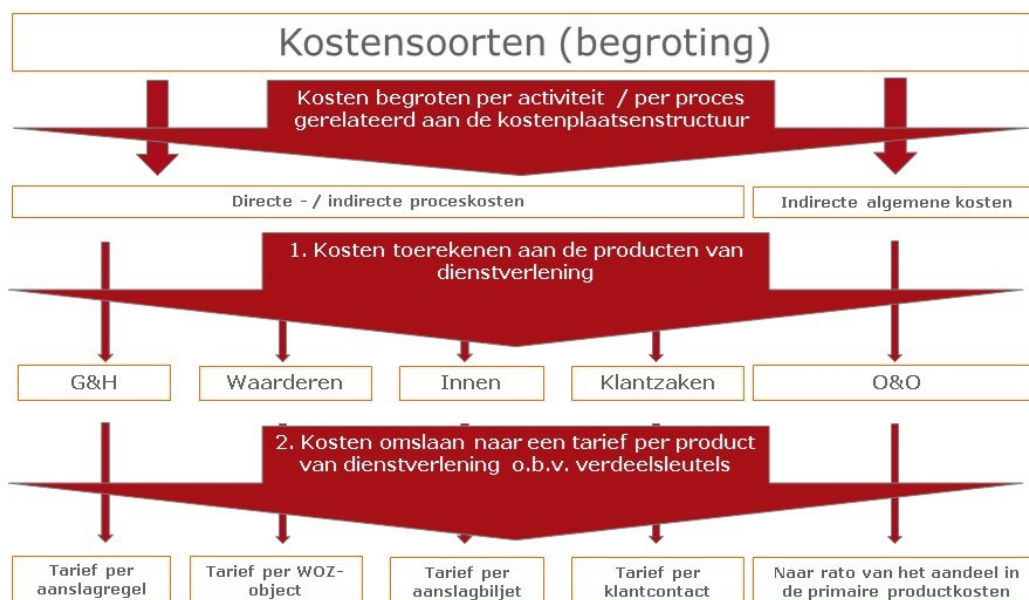 Kostensoorten (begroting)
Kosten begroten per activiteit / per proces
gerelateerd aan de kostenplaatsenstructuur
Directe - / indirecte proceskosten
Indirecte algemene kosten
1. Kosten toerekenen aan de producten van
dienstverlening
G&H
Waarderen
Innen
Klantzaken
O&O
2. Kosten omslaan naar een tarief per product
van dienstverlening o.b.v. verdeelsleutels
Tarief per
aanslagregel
Tarief per WOZ-
object
Tarief per
aanslagbiljet
Tarief per
klantcontact
Naar rato van het aandeel in
de primaire productkosten